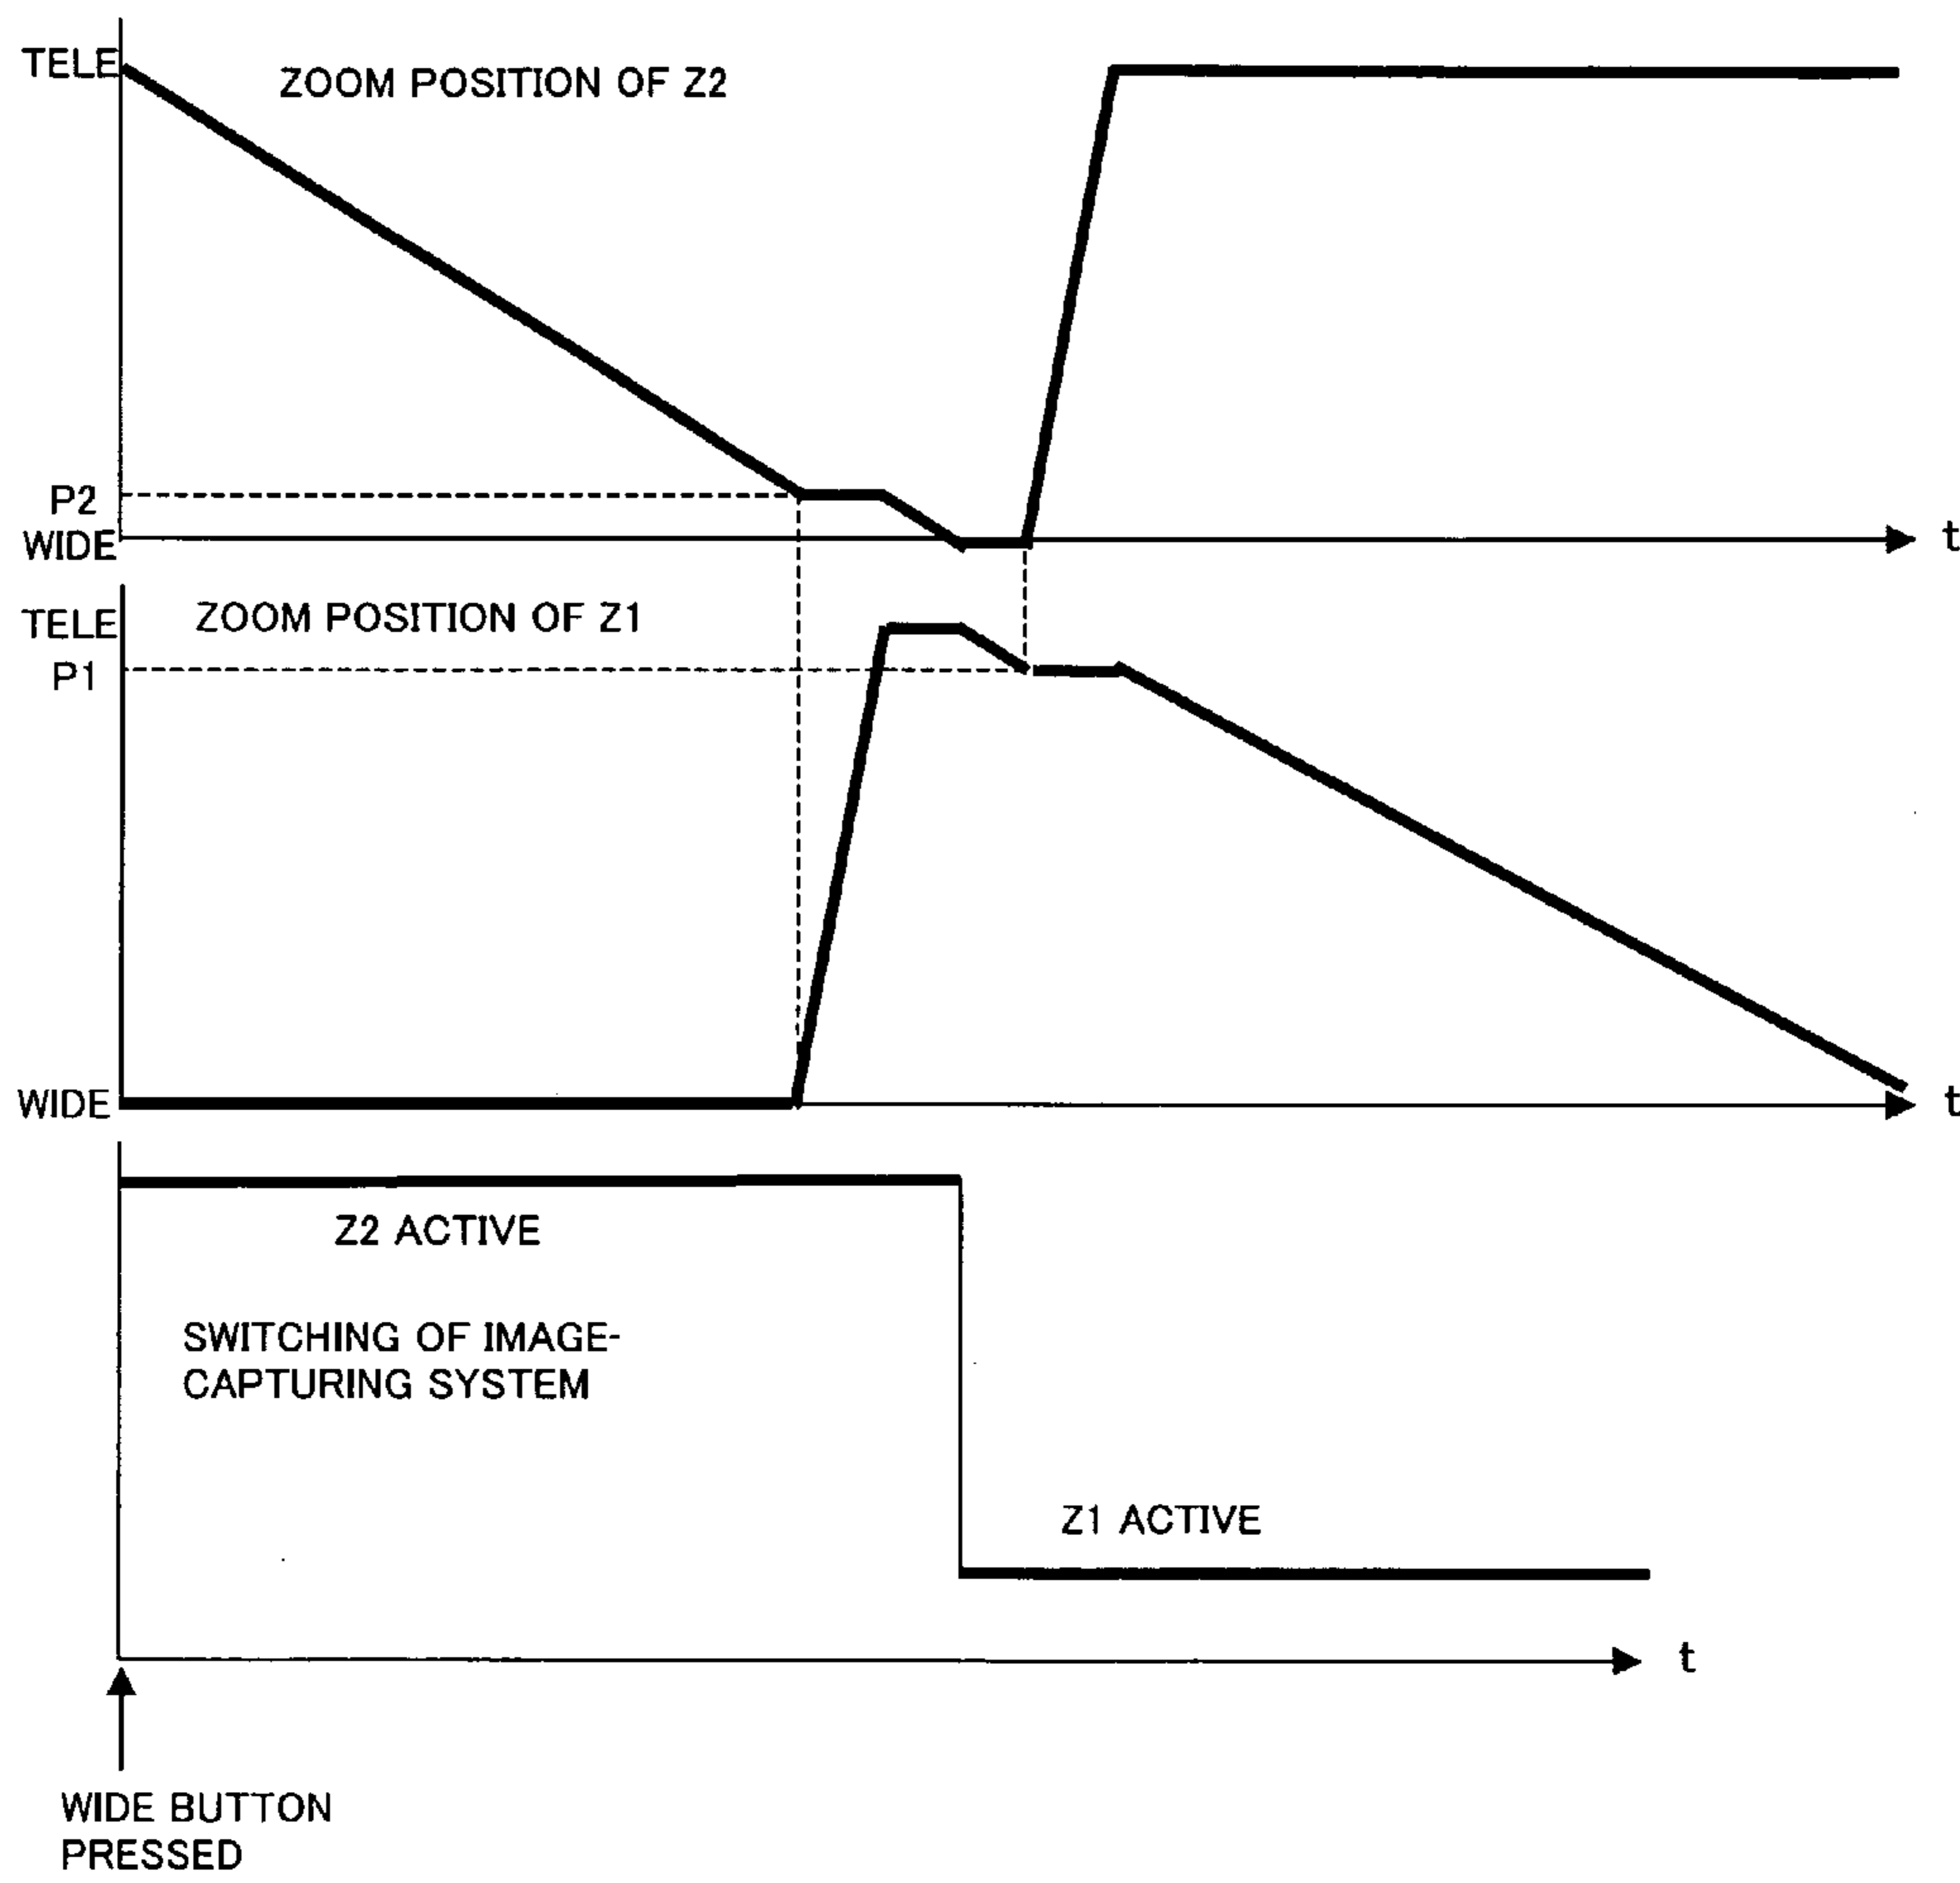 TELE
ZOOM POSITION OF Z2
P2
WIDE
t
TELE
ZOOM POSITION OF Z1
P1
WIDE
t
Z2 ACTIVE
SWITCHING OF IMAGE-
CAPTURING SYSTEM
Z1 ACTIVE
t
WIDE BUTTON
PRESSED